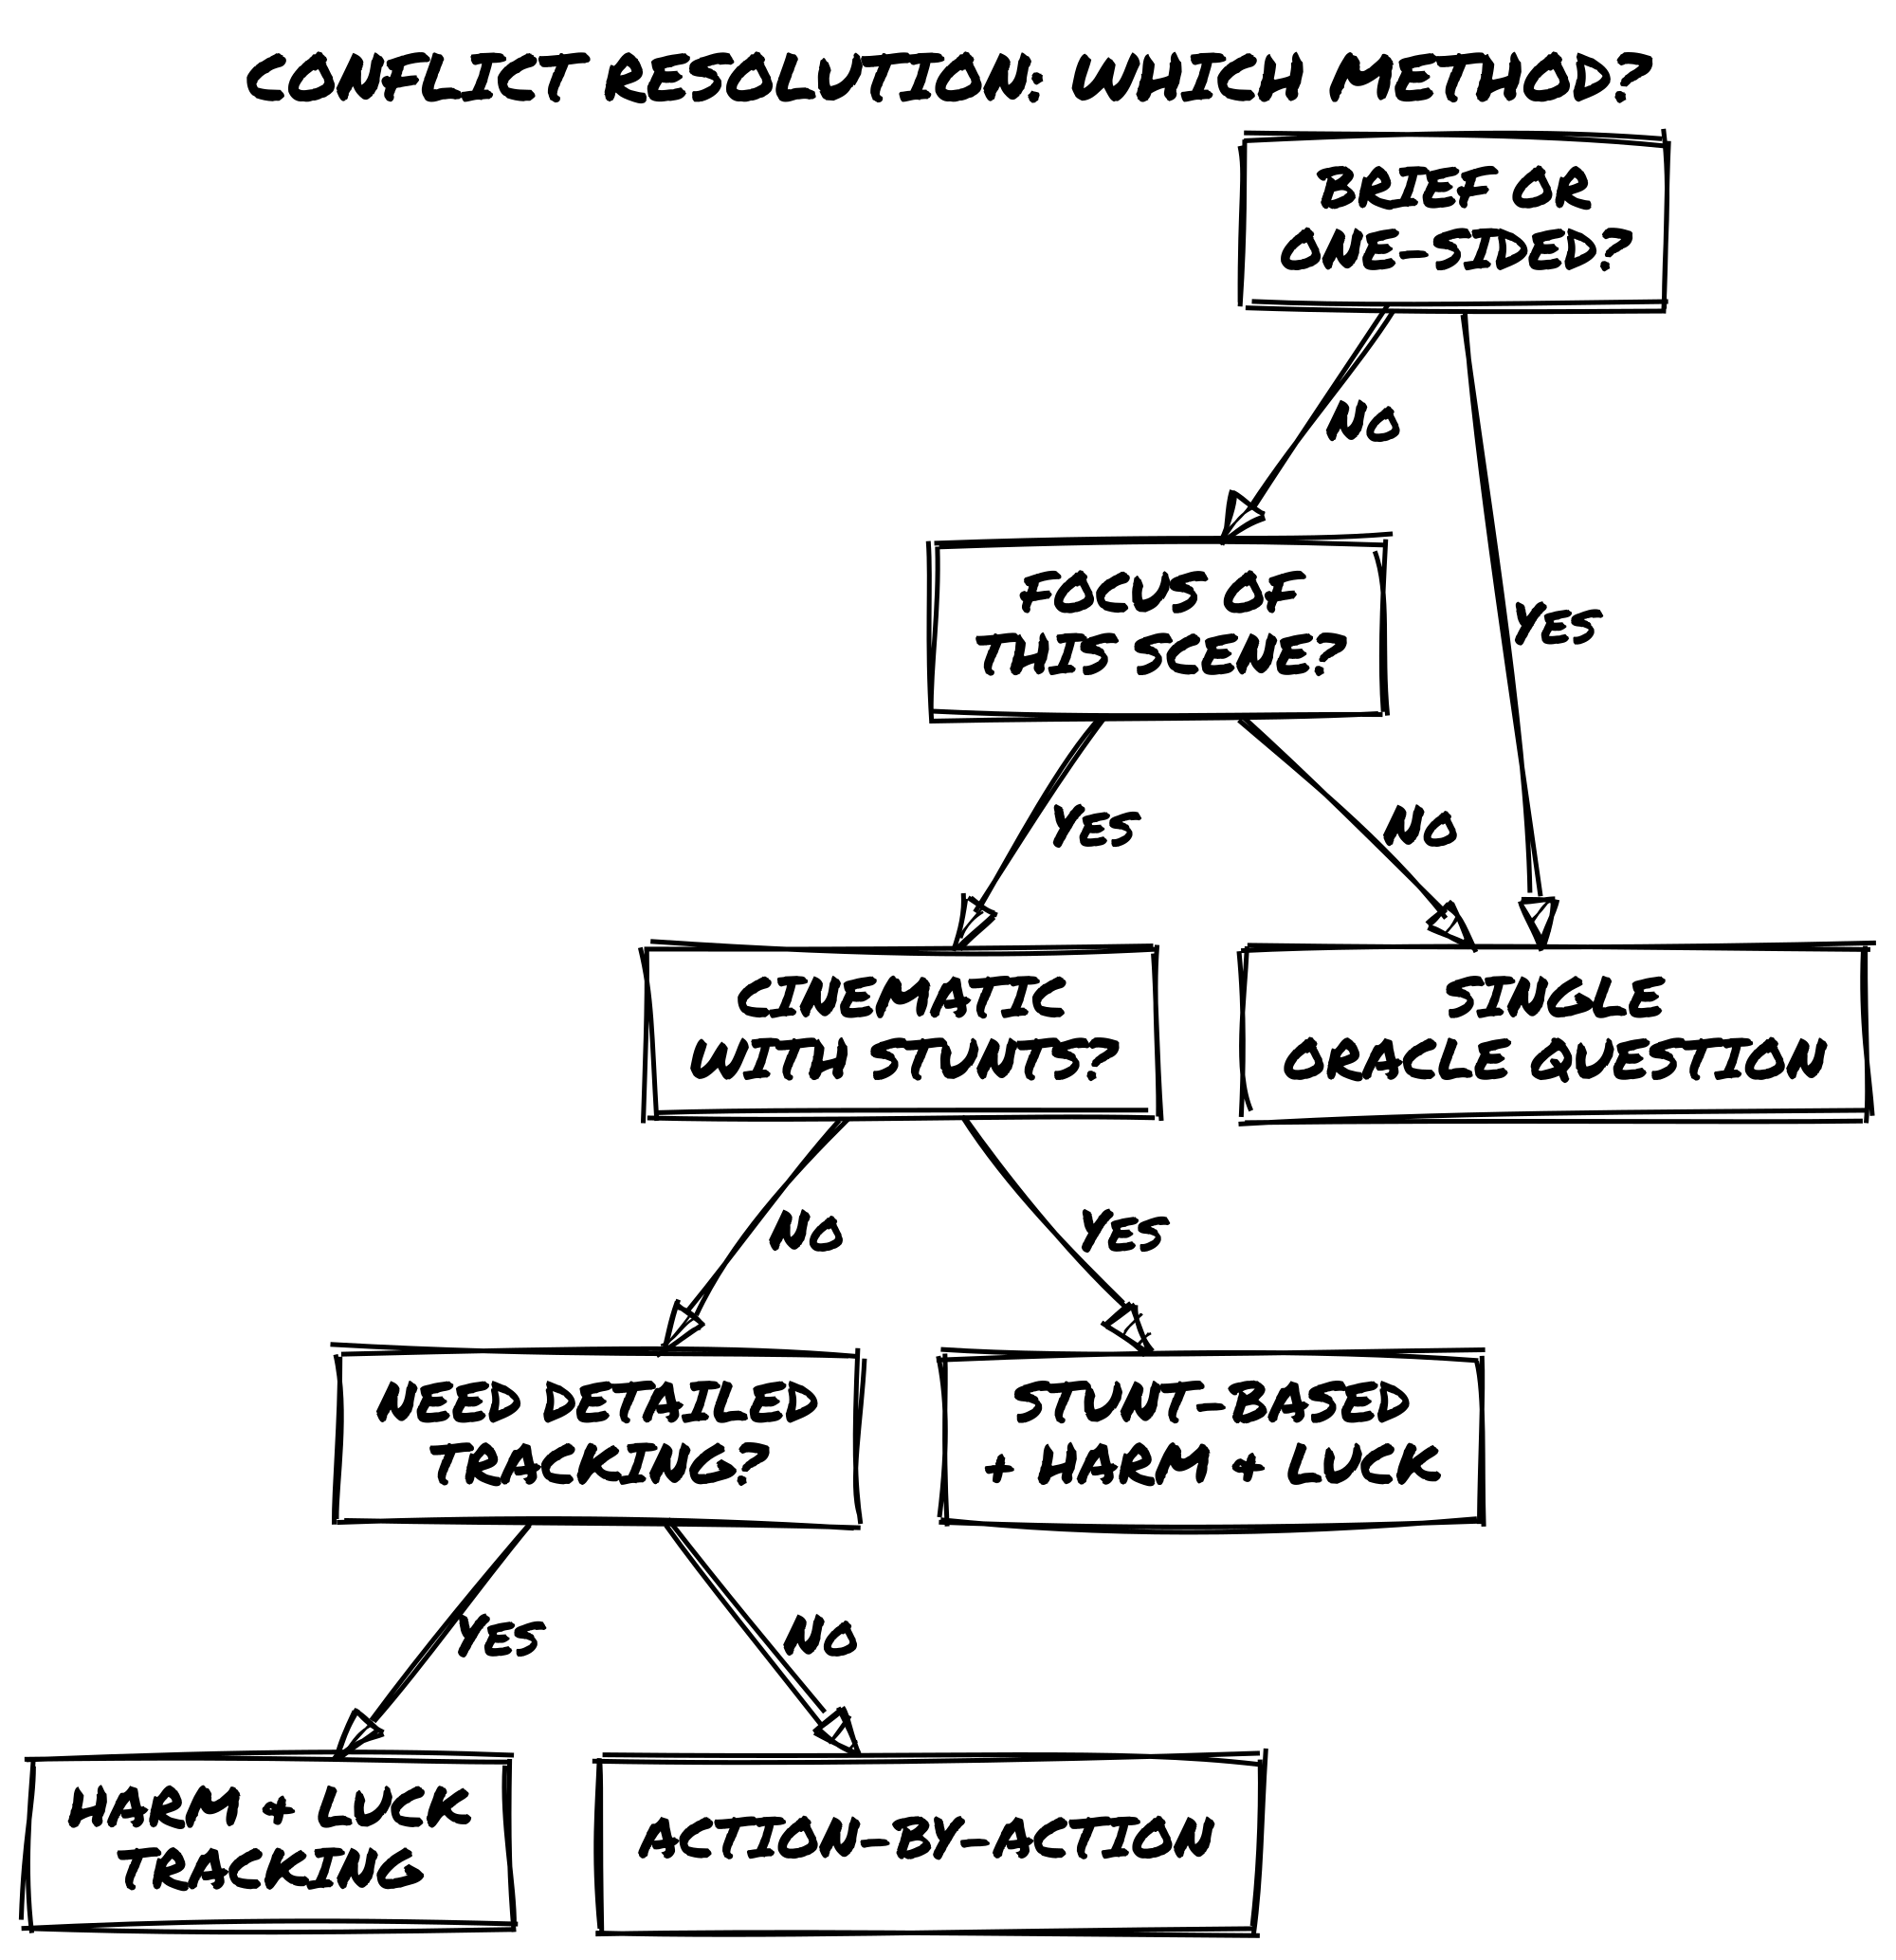 CONFLICT RESOLUTION: WHICH METHOD?
BRIEF OR
ONE-SIDED?
NO
FOCUS OF
THIS SCENE?
YES
YES
NO
CINEMATIC
WITH STUNTS?
SINGLE
ORACLE QUESTION
NO
YES
NEED DETAILED
TRACKING?
STUNT-BASED
+ HARM + LUCK
YES
NO
HARM + LUCK
TRACKING
ACTION-BY-ACTION